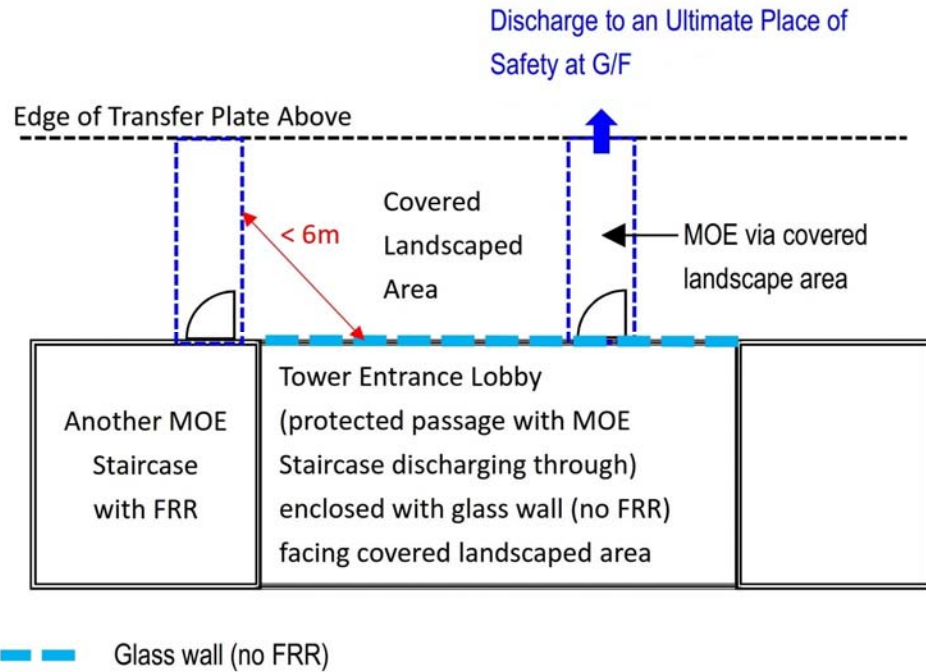 Discharge to an Ultimate Place of
Safety at G/F
Edge of Transfer Plate Above
< 6m
Covered
Landscaped
Area
MOE via covered
landscape area
Another MOE
Staircase
with FRR
Tower Entrance Lobby
(protected passage with MOE
Staircase discharging through)
enclosed with glass wall (no FRR)
facing covered landscaped area
Glass wall (no FRR)